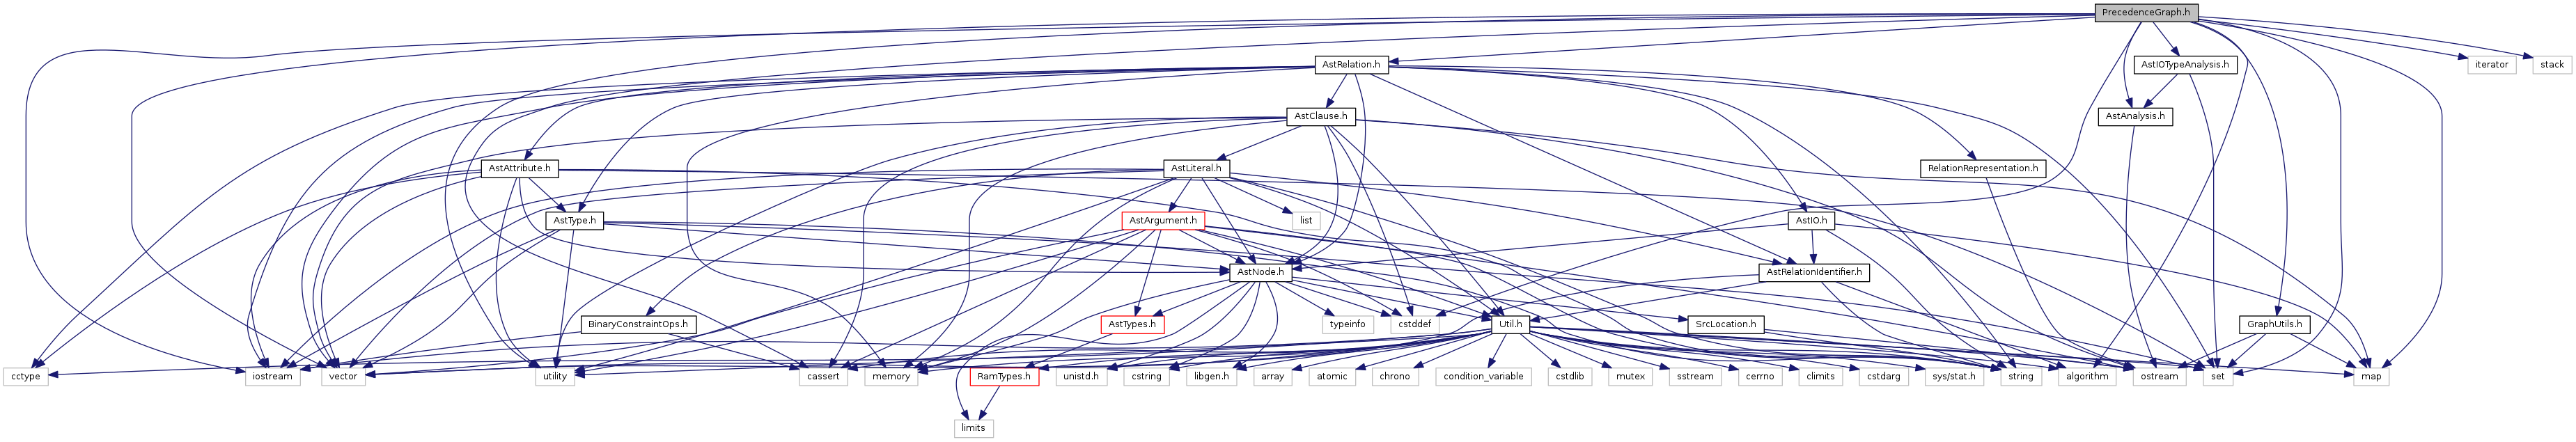 PrecedenceGraph.h
AstRelation.h
AstIOTypeAnalysis.h
iterator
stack
AstClause.h
AstAnalysis.h
AstAttribute.h
AstLiteral.h
RelationRepresentation.h
AstType.h
AstArgument.h
list
AstIO.h
AstNode.h
AstRelationIdentifier.h
BinaryConstraintOps.h
AstTypes.h
typeinfo
cstddef
Util.h
SrcLocation.h
GraphUtils.h
cctype
iostream
vector
utility
cassert
memory
RamTypes.h
unistd.h
cstring
libgen.h
array
atomic
chrono
condition_variable
cstdlib
mutex
sstream
cerrno
climits
cstdarg
sys/stat.h
string
algorithm
ostream
set
map
limits